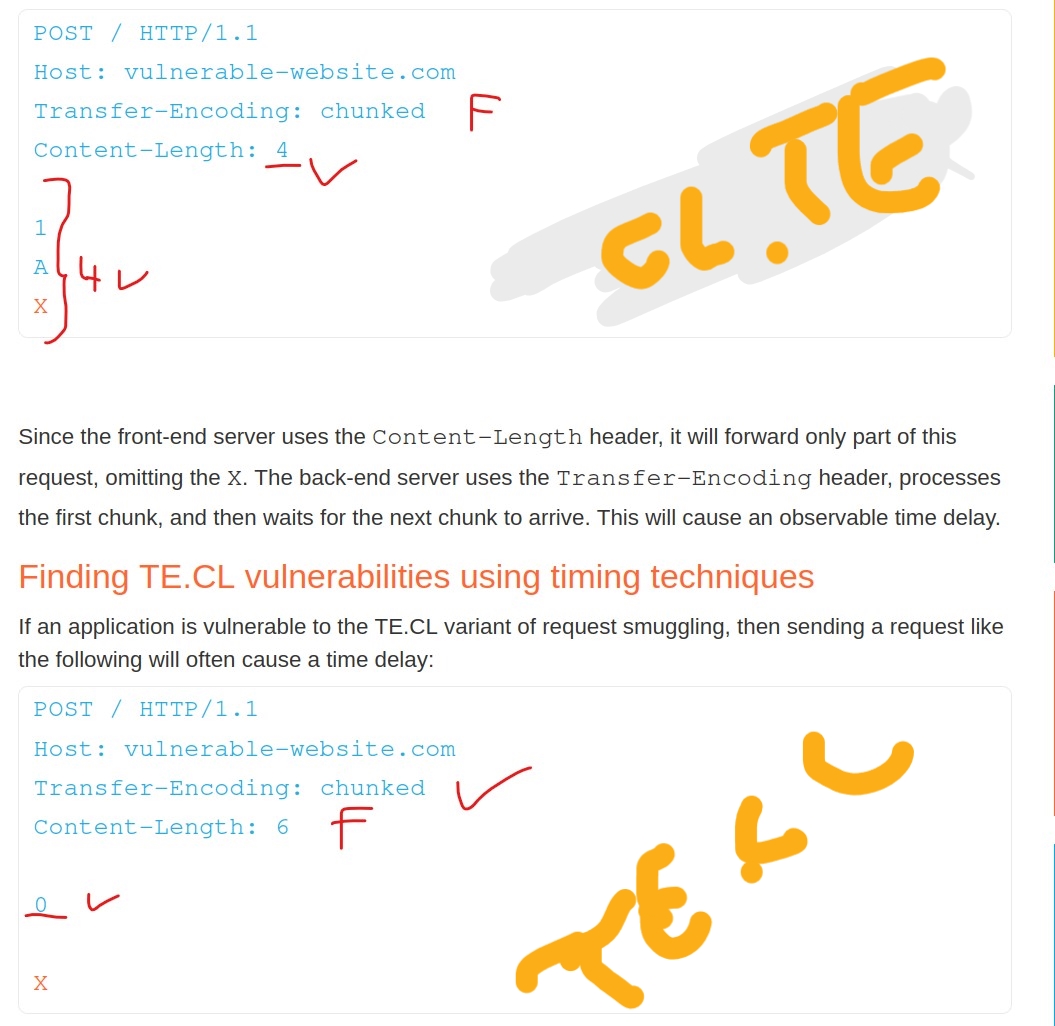 POST / HTTP/1.1
Host: vulnerable-website.com
Transfer-Encoding: chunked F
Content-Length: 4
1
A
X
4
CL.TE
Since the front-end server uses the Content-Length header, it will forward only part of this
request, omitting the X. The back-end server uses the Transfer-Encoding header, processes
the first chunk, and then waits for the next chunk to arrive. This will cause an observable time delay.
Finding TE.CL vulnerabilities using timing techniques
If an application is vulnerable to the TE.CL variant of request smuggling, then sending a request like
the following will often cause a time delay:
POST / HTTP/1.1
Host: vulnerable-website.com
Transfer-Encoding: chunked
Content-Length: 6 F
0
X